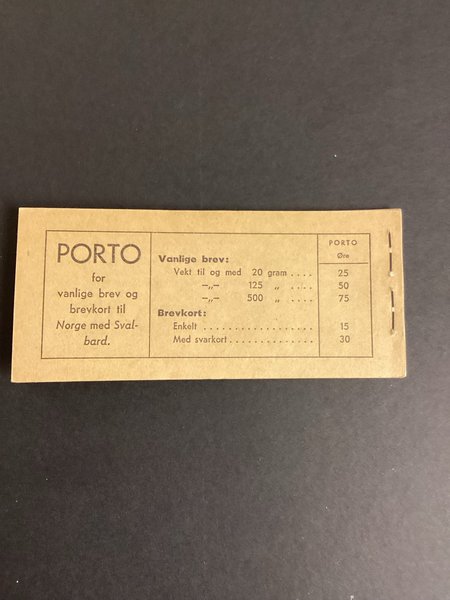 PORTO
for
vanlige brev og
brevkort til
Norge med Sval-
bard.
Vanlige brev:
Vekt til og med 20 gram ....
-„- 125 „ ....
-„- 500 „ ....
Brevkort:
Enkelt ..................
Med svarkort..............
PORTO
Øre
25
50
75
15
30